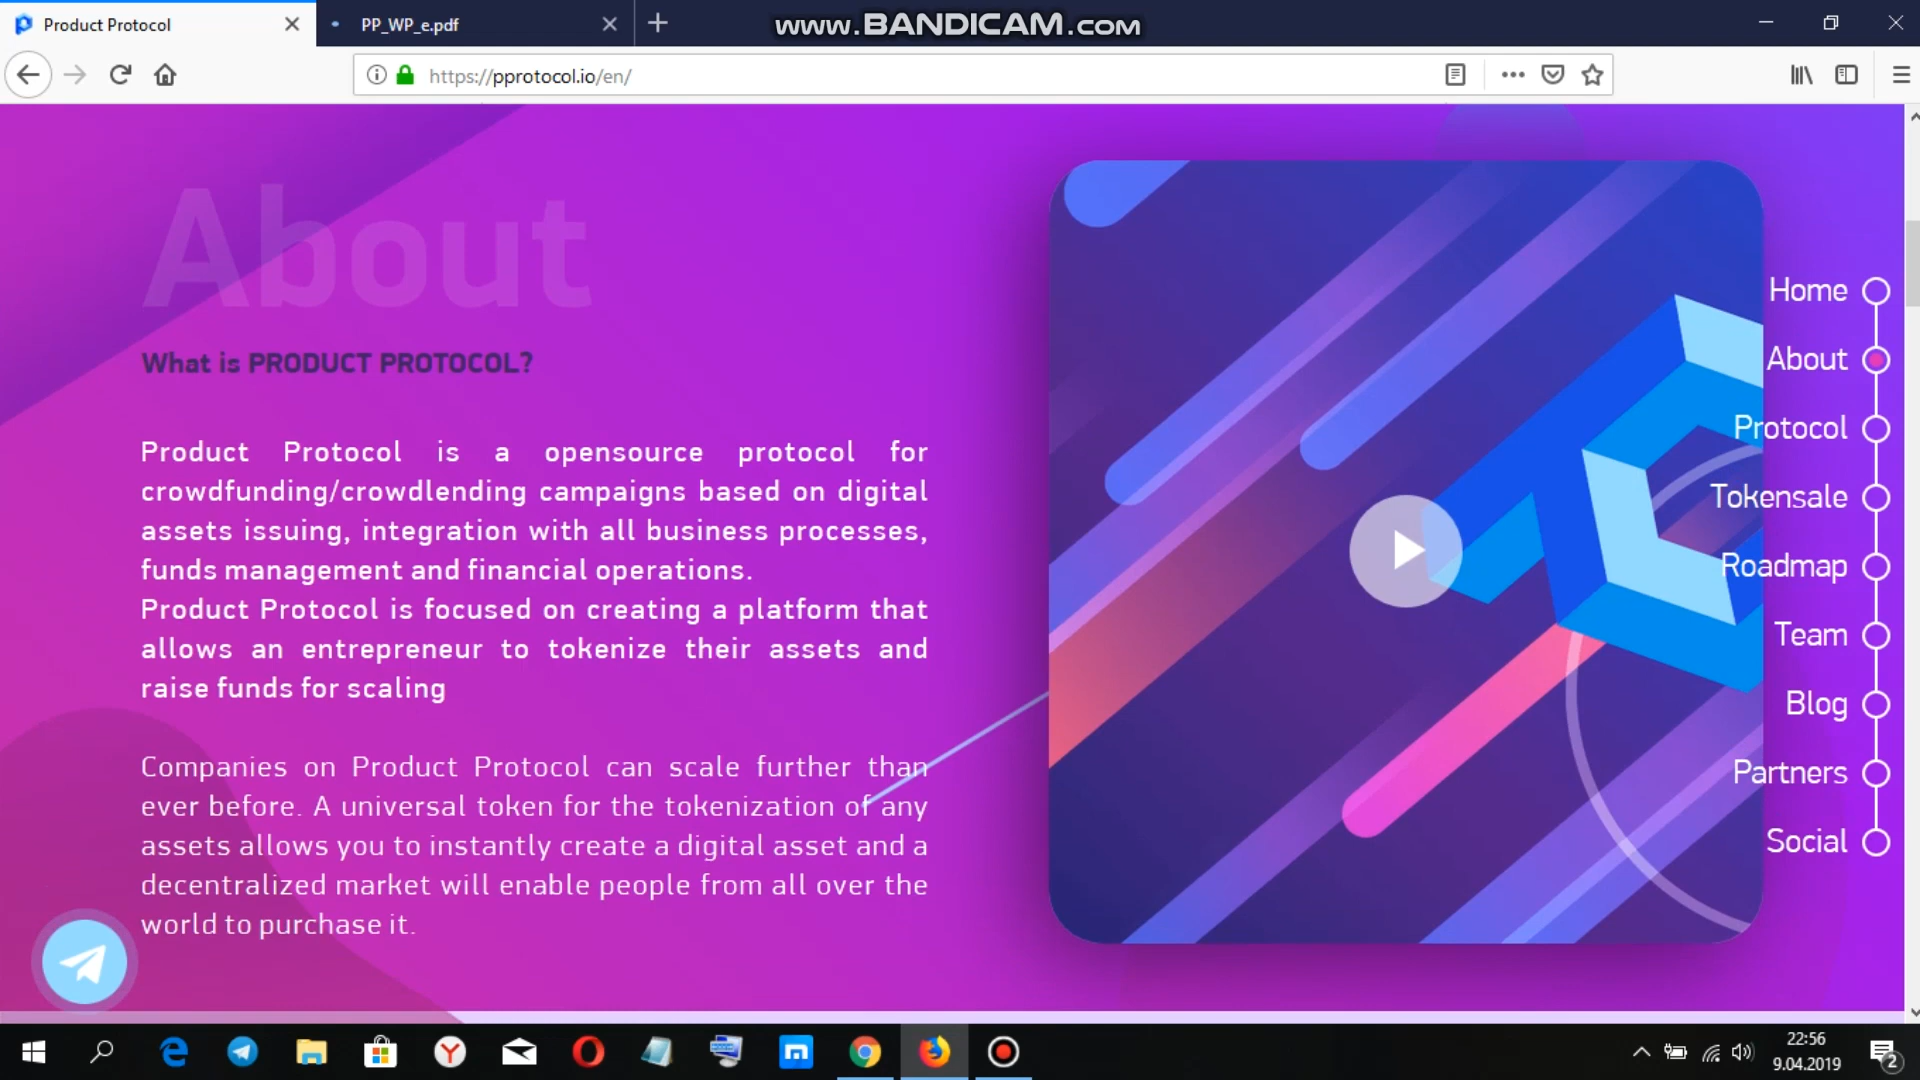 Product Protocol
PP_WP_e.pdf
www.BANDICAM.com
https://pprotocol.io/en/
About
What is PRODUCT PROTOCOL?
Product Protocol is a opensource protocol for
crowdfunding/crowdlending campaigns based on digital
assets issuing, integration with all business processes,
funds management and financial operations.
Product Protocol is focused on creating a platform that
allows an entrepreneur to tokenize their assets and
raise funds for scaling
Companies on Product Protocol can scale further than
ever before. A universal token for the tokenization of any
assets allows you to instantly create a digital asset and a
decentralized market will enable people from all over the
world to purchase it.
Home
About
Protocol
Tokensale
Roadmap
Team
Blog
Partners
Social
22:56
9.04.2019
2